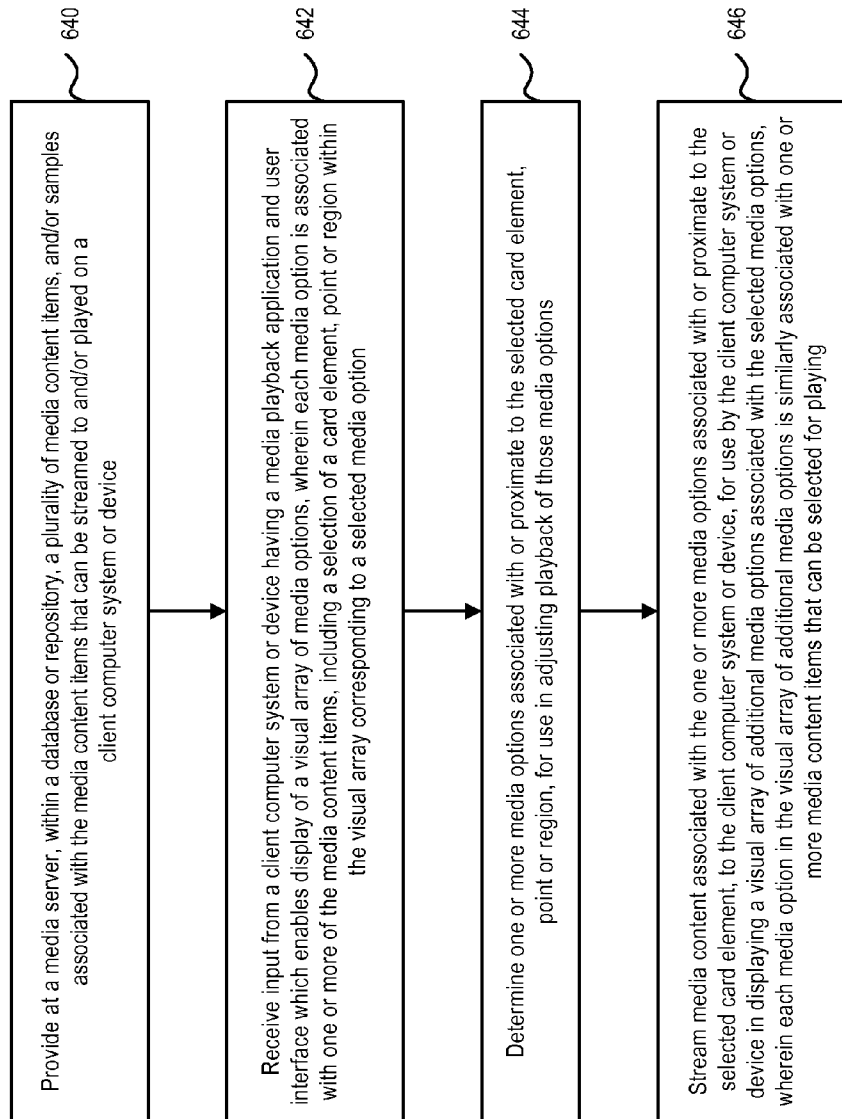 Provide at a media server, within a database or repository, a plurality of media content items, and/or samples
associated with the media content items that can be streamed to and/or played on a
client computer system or device
640
Receive input from a client computer system or device having a media playback application and user
interface which enables display of a visual array of media options, wherein each media option is associated
with one or more of the media content items, including a selection of a card element, point or region within
the visual array corresponding to a selected media option
642
Determine one or more media options associated with or proximate to the selected card element,
point or region, for use in adjusting playback of those media options
644
Stream media content associated with the one or more media options associated with or proximate to the
selected card element, to the client computer system or device, for use by the client computer system or
device in displaying a visual array of additional media options associated with the selected media options,
wherein each media option in the visual array of additional media options is similarly associated with one or
more media content items that can be selected for playing
646